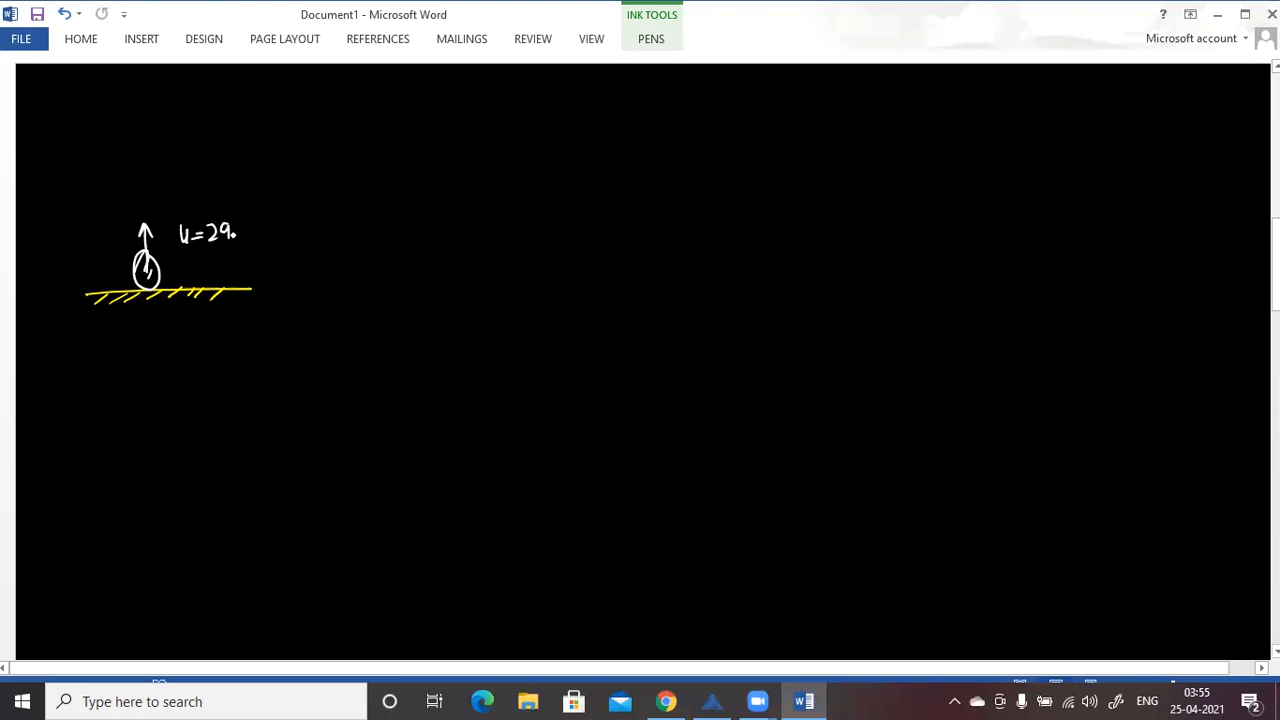 Document1 - Microsoft Word
INK TOOLS
FILE
HOME
INSERT
DESIGN
PAGE LAYOUT
REFERENCES
MAILINGS
REVIEW
VIEW
PENS
Microsoft account
u=29.
Type here to search
ENG
03:55
25-04-2021
2